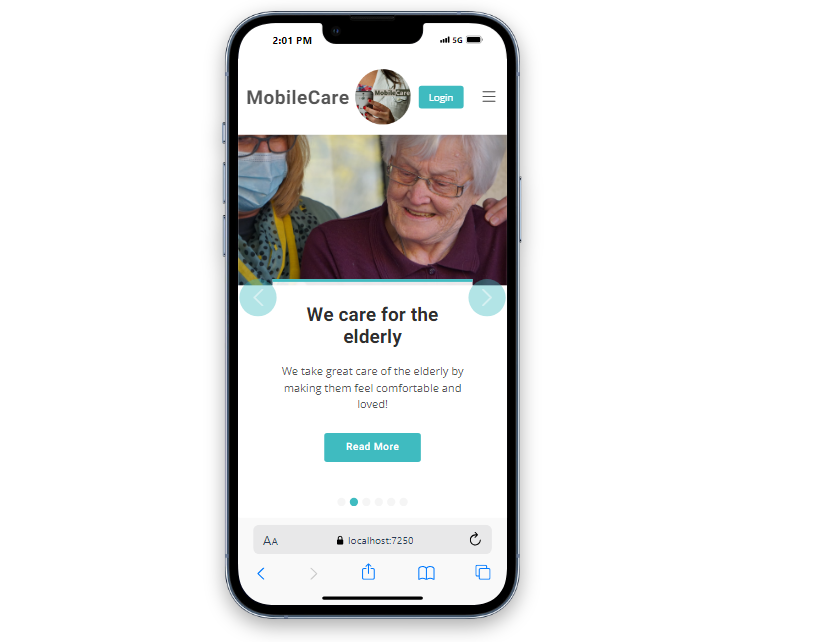 2:01 PM
5G
MobileCare
MobileCare
Login
We care for the
elderly
We take great care of the elderly by
making them feel comfortable and
loved!
Read More
AA
localhost:7250